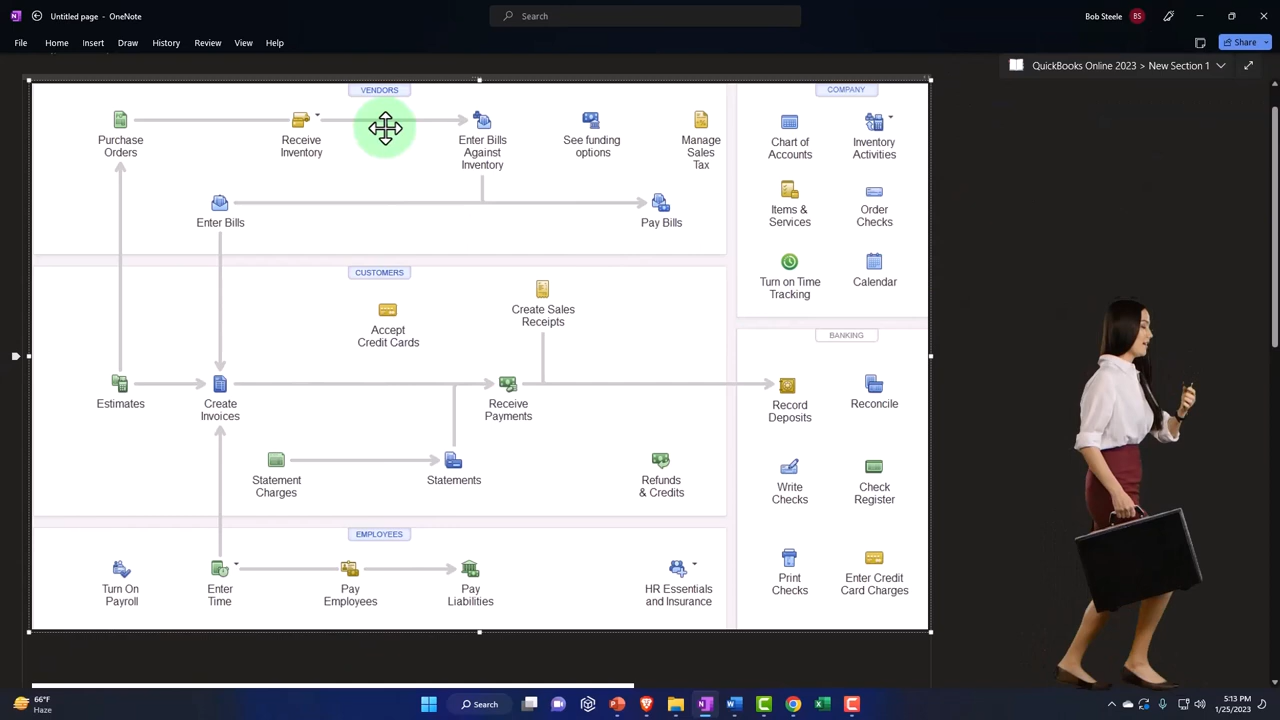 Untitled page - OneNote
Search
Bob Steele
BS
File
Home
Insert
Draw
History
Review
View
Help
Share
QuickBooks Online 2023 > New Section 1
VENDORS
COMPANY
Purchase
Orders
Receive
Inventory
Enter Bills
Against
Inventory
See funding
options
Manage
Sales
Tax
Chart of
Accounts
Inventory
Activities
Enter Bills
Pay Bills
Items &
Services
Order
Checks
Turn on Time
Tracking
Calendar
CUSTOMERS
Accept
Credit Cards
Create Sales
Receipts
BANKING
Estimates
Create
Invoices
Receive
Payments
Record
Deposits
Reconcile
Statement
Charges
Statements
Refunds
& Credits
Write
Checks
Check
Register
EMPLOYEES
Turn On
Payroll
Enter
Time
Pay
Employees
Pay
Liabilities
HR Essentials
and Insurance
Print
Checks
Enter Credit
Card Charges
66°F
Haze
Search
5:13 PM
1/25/2023